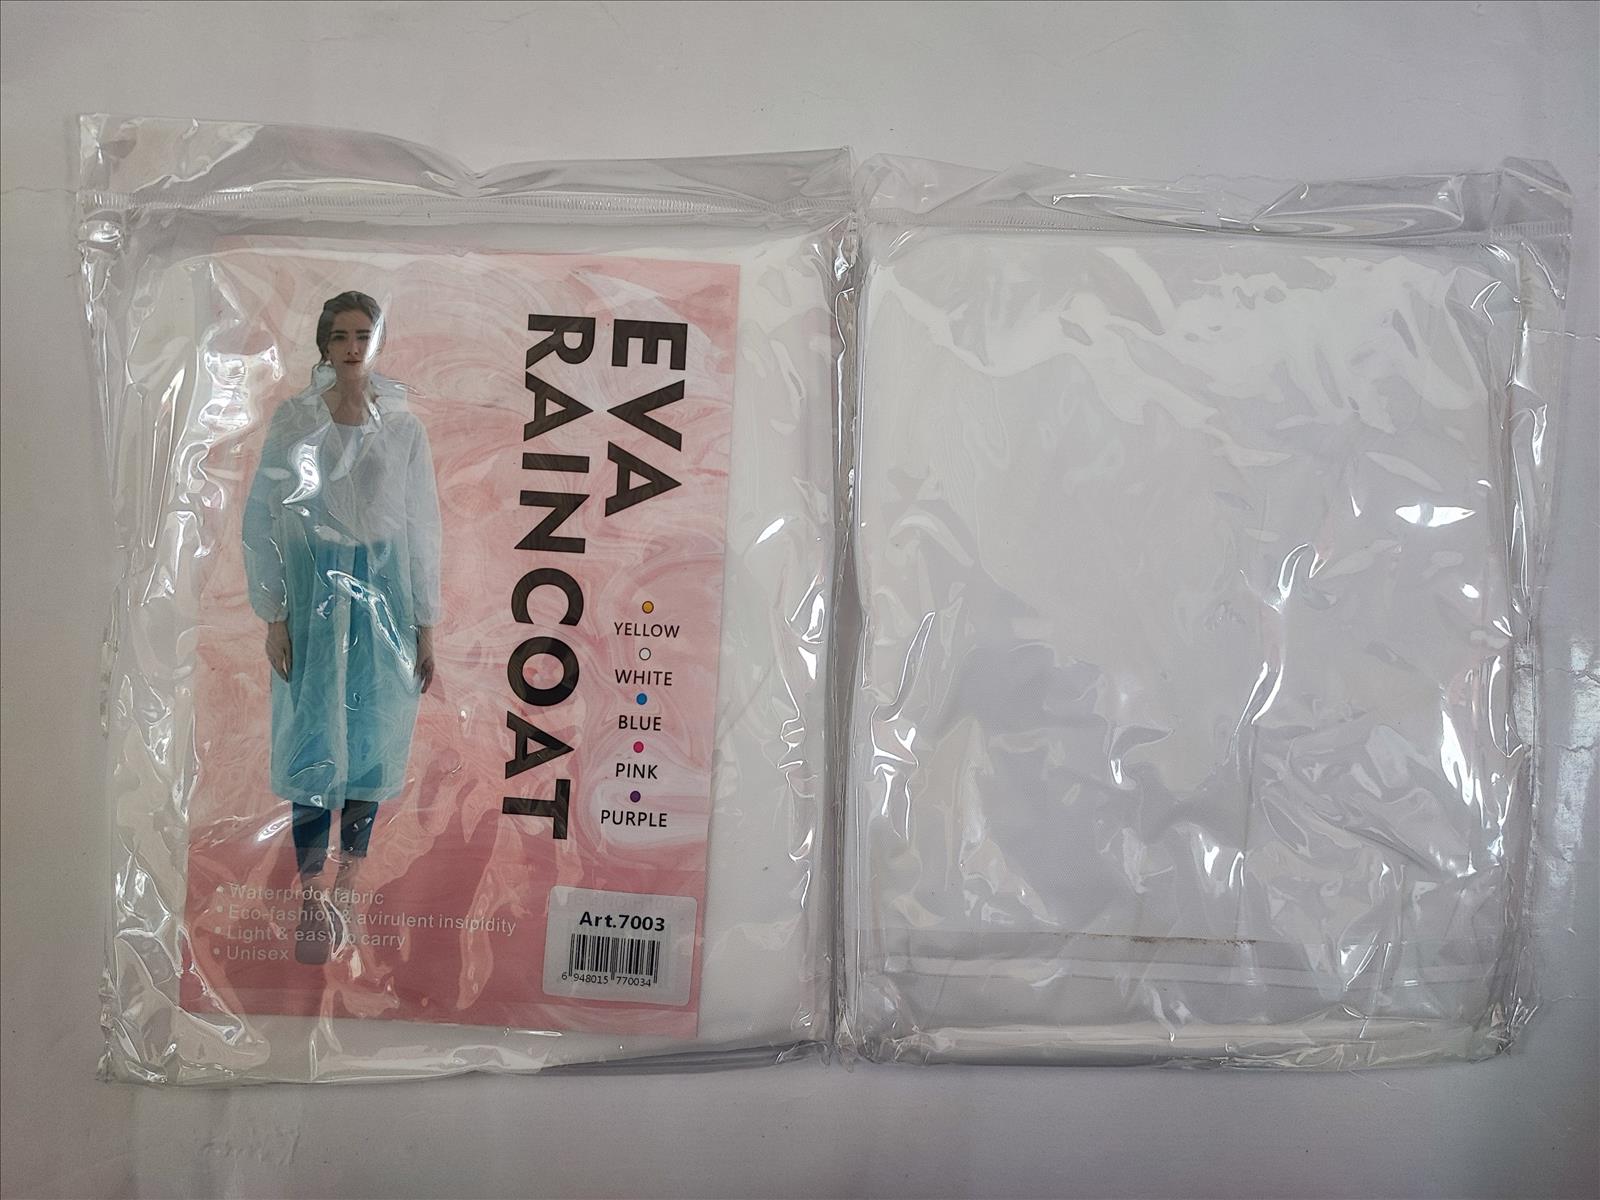 EVA
RAINCOAT
YELLOW
WHITE
BLUE
PINK
PURPLE
• Waterproof fabric
• Eco-fashion & avirulent insipidity
• Light & easy to carry
• Unisex
Art.7003
6 948015 770034